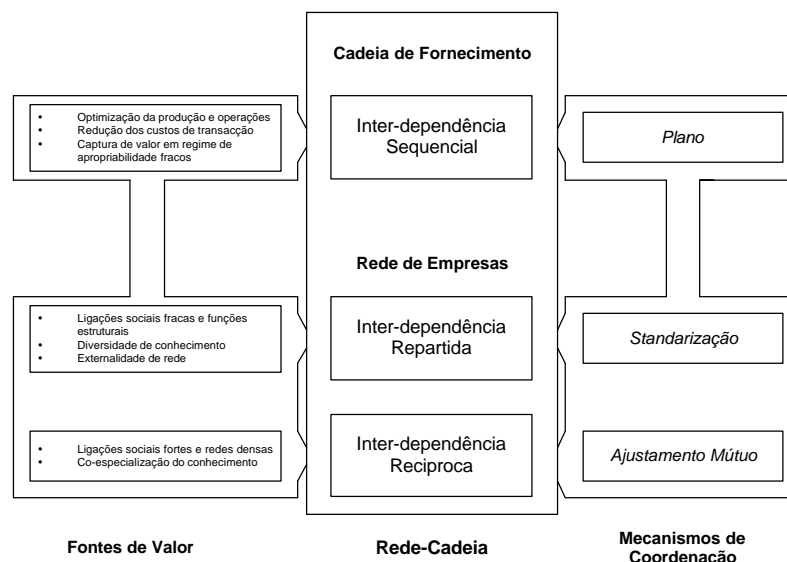 Cadeia de Fornecimento
• Optimização da produção e operações
• Redução dos custos de transacção
• Captura de valor em regime de
apropriabilidade fracos
Inter-dependência
Sequencial
Plano
Rede de Empresas
• Ligações sociais fracas e funções
estruturais
• Diversidade de conhecimento
• Externalidade de rede
Inter-dependência
Repartida
Standarização
• Ligações sociais fortes e redes densas
• Co-especialização do conhecimento
Inter-dependência
Reciproca
Ajustamento Mútuo
Fontes de Valor
Rede-Cadeia
Mecanismos de
Coordenação